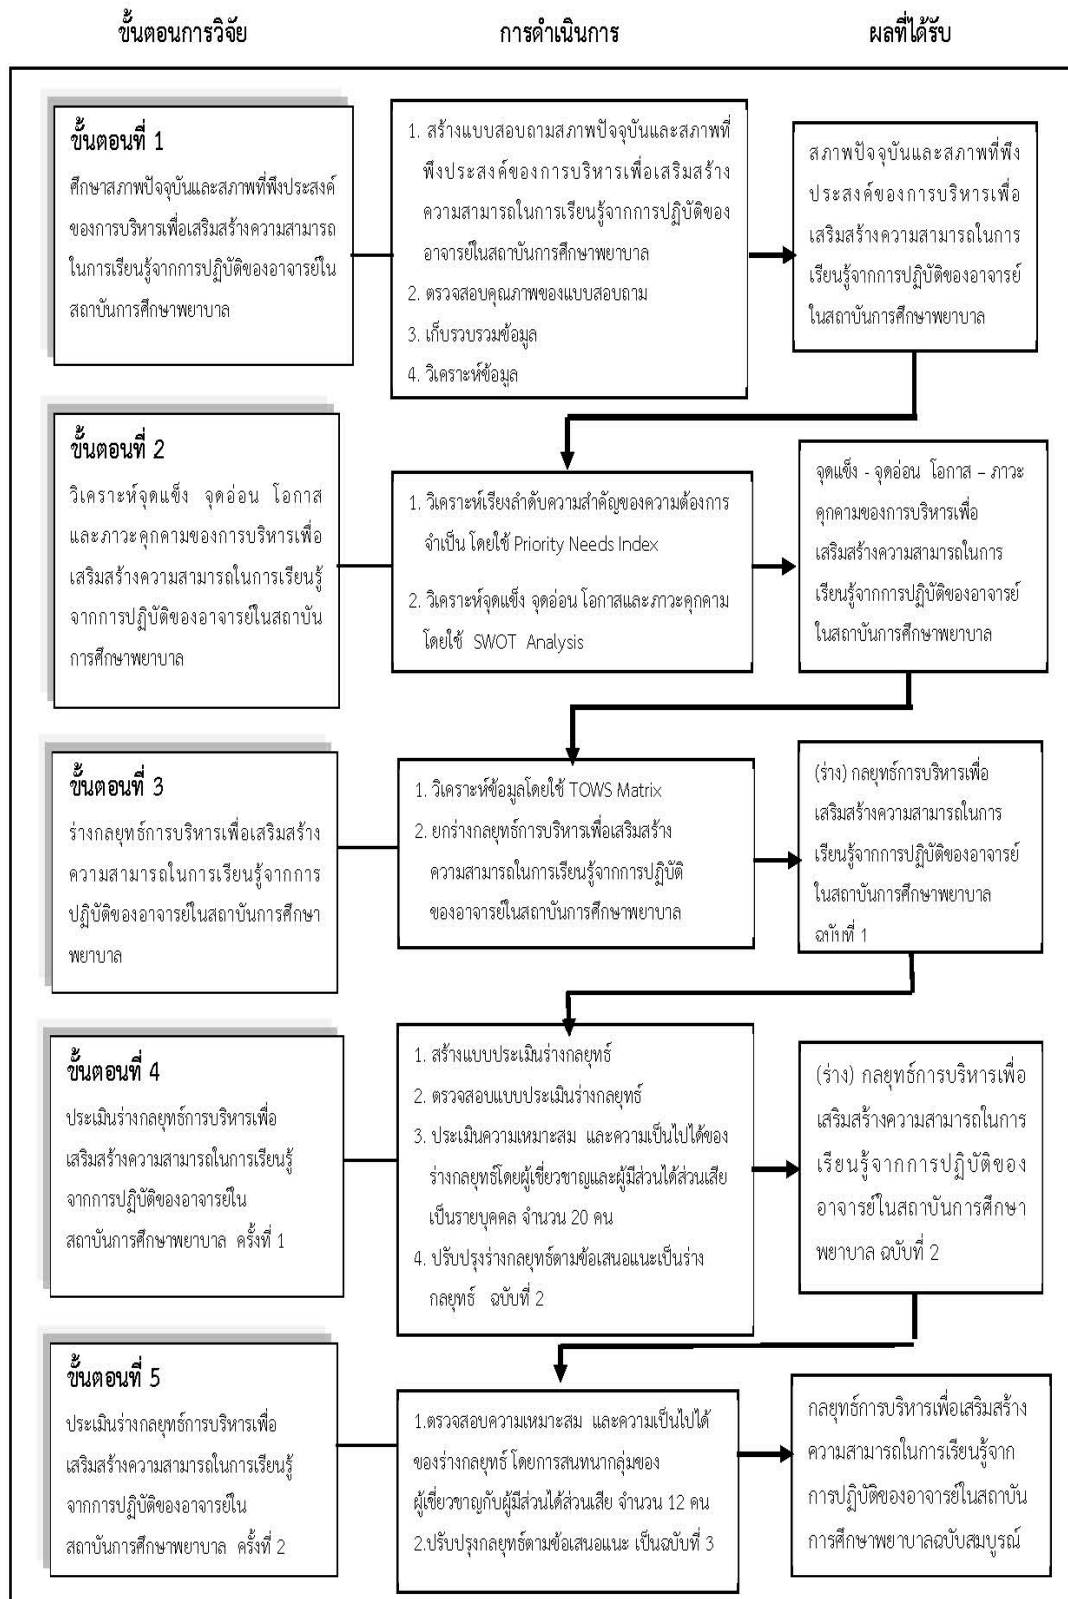 ขั้นตอนการวิจัย
การดำเนินการ
ผลที่ได้รับ
ขั้นตอนที่ 1
ศึกษาสภาพปัจจุบันและสภาพที่พึงประสงค์
ของการบริหารเพื่อเสริมสร้างความสามารถ
ในการเรียนรู้จากการปฏิบัติของอาจารย์ใน
สถาบันการศึกษาพยาบาล
1. สร้างแบบสอบถามสภาพปัจจุบันและสภาพที่
พึงประสงค์ของการบริหารเพื่อเสริมสร้าง
ความสามารถในการเรียนรู้จากการปฏิบัติของ
อาจารย์ในสถาบันการศึกษาพยาบาล
2. ตรวจสอบคุณภาพของแบบสอบถาม
3. เก็บรวบรวมข้อมูล
4. วิเคราะห์ข้อมูล
สภาพปัจจุบันและสภาพที่พึง
ประสงค์ของการบริหารเพื่อ
เสริมสร้างความสามารถในการ
เรียนรู้จากการปฏิบัติของอาจารย์
ในสถาบันการศึกษาพยาบาล
ขั้นตอนที่ 2
วิเคราะห์จุดแข็ง จุดอ่อน โอกาส
และภาวะคุกคามของการบริหารเพื่อ
เสริมสร้างความสามารถในการเรียนรู้
จากการปฏิบัติของอาจารย์ในสถาบัน
การศึกษาพยาบาล
1. วิเคราะห์เรียงลำดับความสำคัญของความต้องการ
จำเป็น โดยใช้ Priority Needs Index
2. วิเคราะห์จุดแข็ง จุดอ่อน โอกาสและภาวะคุกคาม
โดยใช้ SWOT Analysis
จุดแข็ง - จุดอ่อน โอกาส – ภาวะ
คุกคามของการบริหารเพื่อ
เสริมสร้างความสามารถในการ
เรียนรู้จากการปฏิบัติของอาจารย์
ในสถาบันการศึกษาพยาบาล
ขั้นตอนที่ 3
ร่างกลยุทธ์การบริหารเพื่อเสริมสร้าง
ความสามารถในการเรียนรู้จากการ
ปฏิบัติของอาจารย์ในสถาบันการศึกษา
พยาบาล
1. วิเคราะห์ข้อมูลโดยใช้ TOWS Matrix
2. ยกร่างกลยุทธ์การบริหารเพื่อเสริมสร้าง
ความสามารถในการเรียนรู้จากการปฏิบัติ
ของอาจารย์ในสถาบันการศึกษาพยาบาล
(ร่าง) กลยุทธ์การบริหารเพื่อ
เสริมสร้างความสามารถในการ
เรียนรู้จากการปฏิบัติของอาจารย์
ในสถาบันการศึกษาพยาบาล
ฉบับที่ 1
ขั้นตอนที่ 4
ประเมินร่างกลยุทธ์การบริหารเพื่อ
เสริมสร้างความสามารถในการเรียนรู้
จากการปฏิบัติของอาจารย์ใน
สถาบันการศึกษาพยาบาล ครั้งที่ 1
1. สร้างแบบประเมินร่างกลยุทธ์
2. ตรวจสอบแบบประเมินร่างกลยุทธ์
3. ประเมินความเหมาะสม และความเป็นไปได้ของ
ร่างกลยุทธ์โดยผู้เชี่ยวชาญและผู้มีส่วนได้ส่วนเสีย
เป็นรายบุคคล จำนวน 20 คน
4. ปรับปรุงร่างกลยุทธ์ตามข้อเสนอแนะเป็นร่าง
กลยุทธ์ ฉบับที่ 2
(ร่าง) กลยุทธ์การบริหารเพื่อ
เสริมสร้างความสามารถในการ
เรียนรู้จากการปฏิบัติของ
อาจารย์ในสถาบันการศึกษา
พยาบาล ฉบับที่ 2
ขั้นตอนที่ 5
ประเมินร่างกลยุทธ์การบริหารเพื่อ
เสริมสร้างความสามารถในการเรียนรู้
จากการปฏิบัติของอาจารย์ใน
สถาบันการศึกษาพยาบาล ครั้งที่ 2
1.ตรวจสอบความเหมาะสม และความเป็นไปได้
ของร่างกลยุทธ์ โดยการสนทนากลุ่มของ
ผู้เชี่ยวชาญกับผู้มีส่วนได้ส่วนเสีย จำนวน 12 คน
2.ปรับปรุงกลยุทธ์ตามข้อเสนอแนะ เป็นฉบับที่ 3
กลยุทธ์การบริหารเพื่อเสริมสร้าง
ความสามารถในการเรียนรู้จาก
การปฏิบัติของอาจารย์ในสถาบัน
การศึกษาพยาบาลฉบับสมบูรณ์